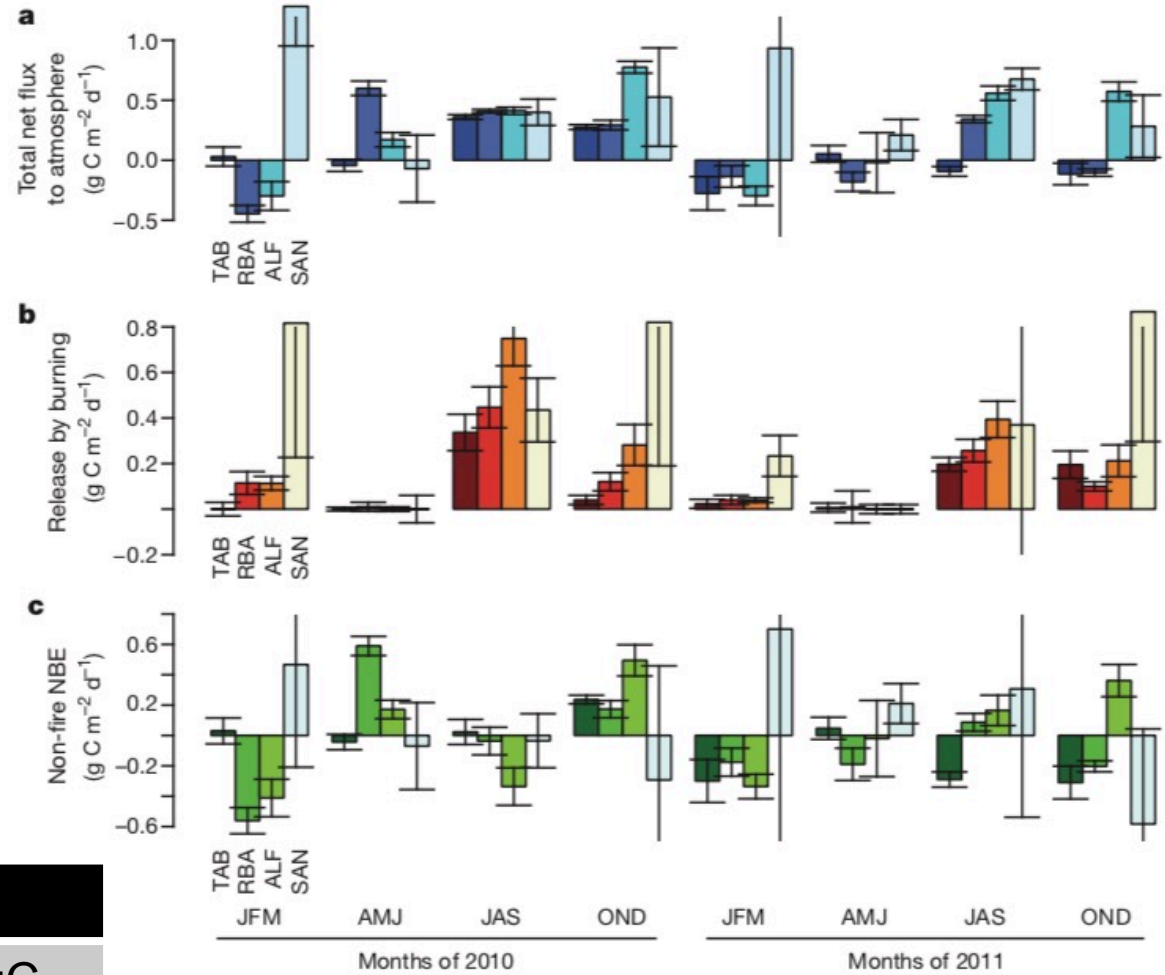 a
Total net flux
to atmosphere
(g C m⁻² d⁻¹)
1.0
0.5
0.0
−0.5
TAB
RBA
ALF
SAN
b
Release by burning
(g C m⁻² d⁻¹)
0.8
0.6
0.4
0.2
−0.2
TAB
RBA
ALF
SAN
c
Non-fire NBE
(g C m⁻² d⁻¹)
0.6
0.2
−0.2
−0.6
TAB
RBA
ALF
SAN
JFM AMJ JAS OND JFM AMJ JAS OND
Months of 2010 Months of 2011